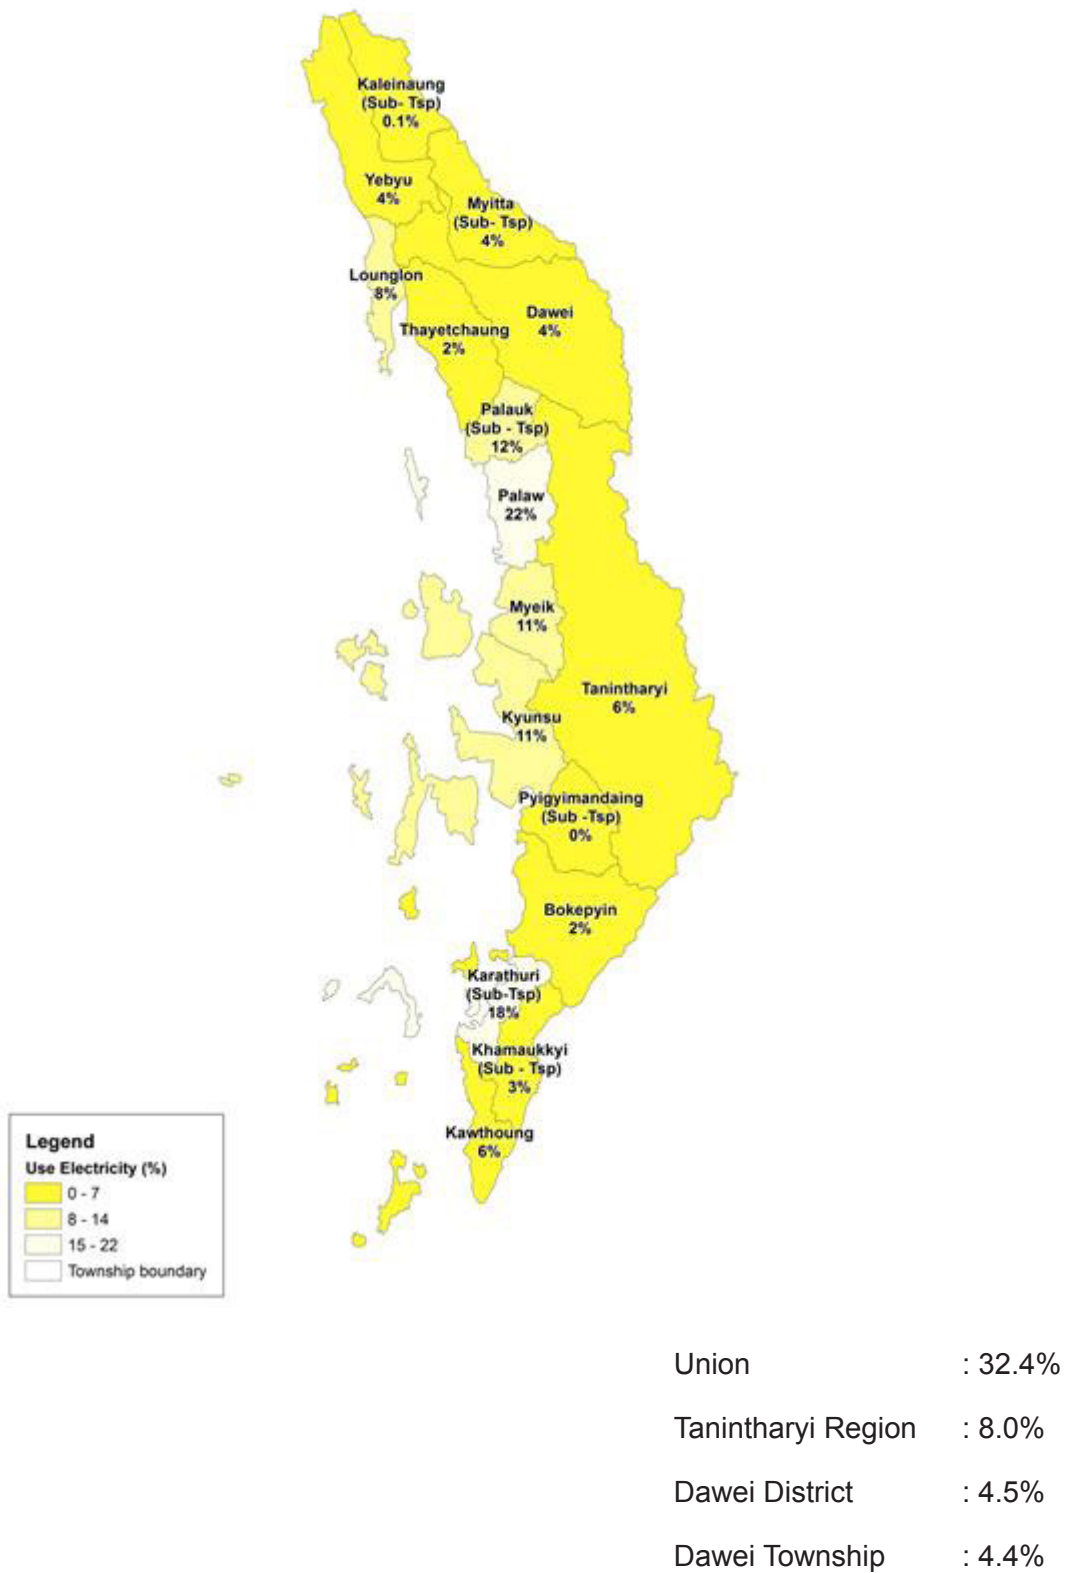 Kaleinaung
(Sub- Tsp)
0.1%
Yebyu
4%
Myitta
(Sub- Tsp)
4%
Lounglon
8%
Dawei
4%
Thayetchaung
2%
Palauk
(Sub - Tsp)
12%
Palaw
22%
Myeik
11%
Tanintharyi
6%
Kyunsu
11%
Pyigyimandaing
(Sub -Tsp)
0%
Bokepyin
2%
Karathuri
(Sub-Tsp)
18%
Khamaukkyi
(Sub - Tsp)
3%
Kawthoung
6%
Legend
Use Electricity (%)
0 - 7
8 - 14
15 - 22
Township boundary
Union : 32.4%
Tanintharyi Region : 8.0%
Dawei District : 4.5%
Dawei Township : 4.4%